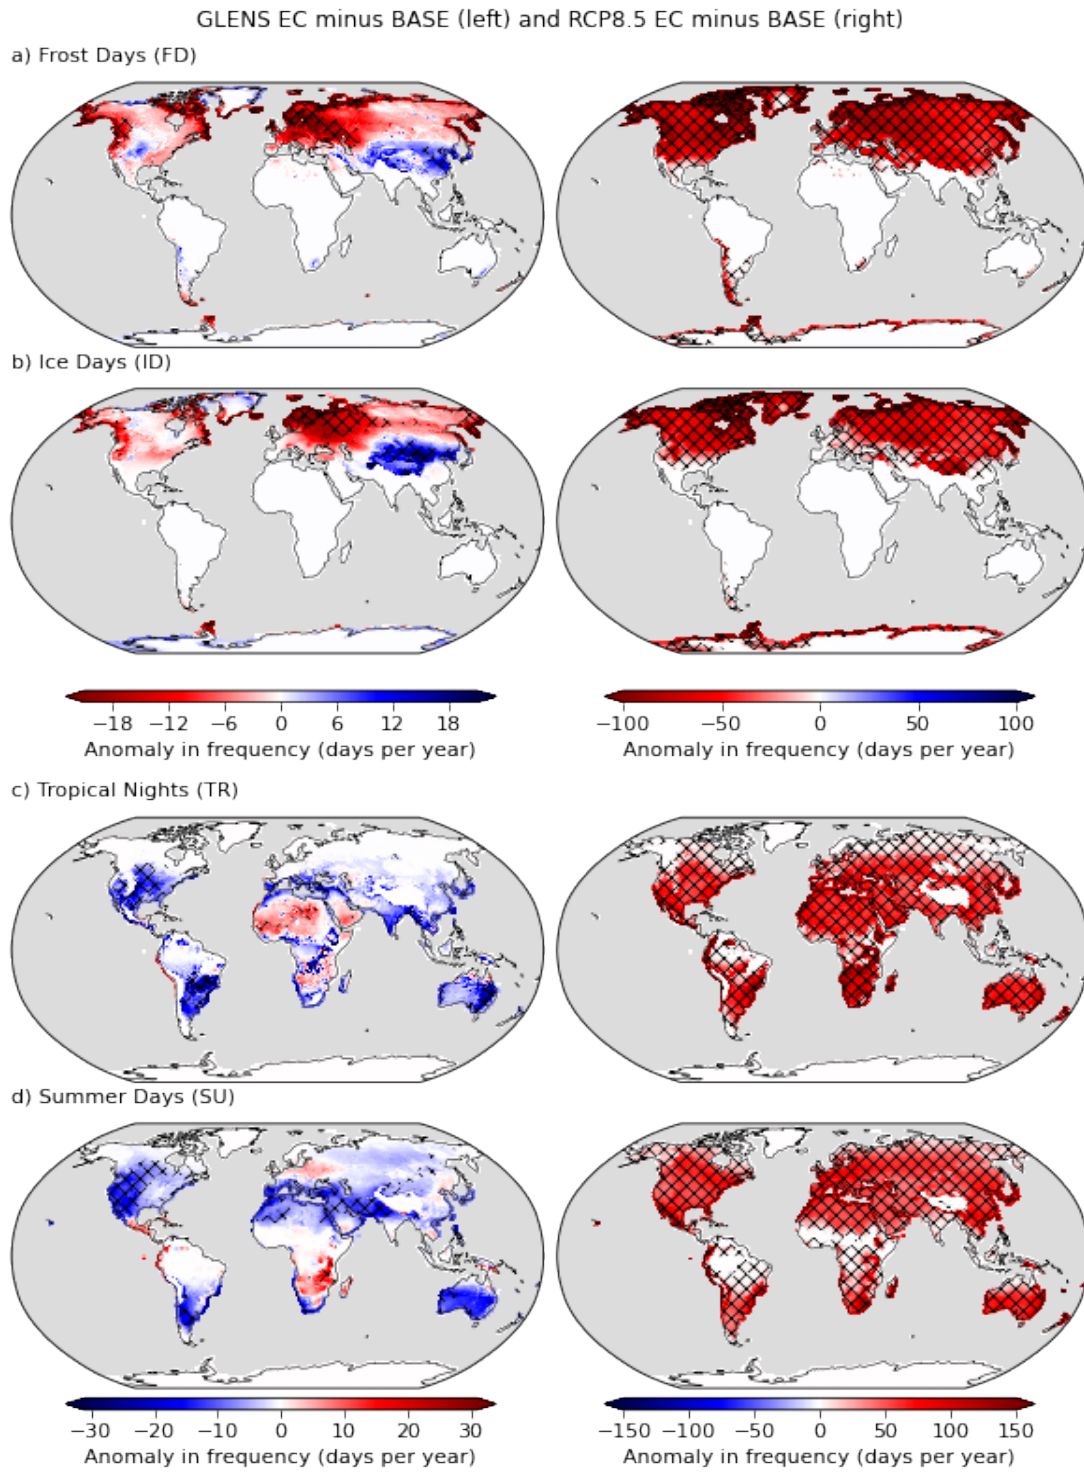 GLENS EC minus BASE (left) and RCP8.5 EC minus BASE (right)
a) Frost Days (FD)
b) Ice Days (ID)
−18 −12 −6 0 6 12 18
−100 −50 0 50 100
Anomaly in frequency (days per year)
Anomaly in frequency (days per year)
c) Tropical Nights (TR)
d) Summer Days (SU)
−30 −20 −10 0 10 20 30
−150 −100 −50 0 50 100 150
Anomaly in frequency (days per year)
Anomaly in frequency (days per year)